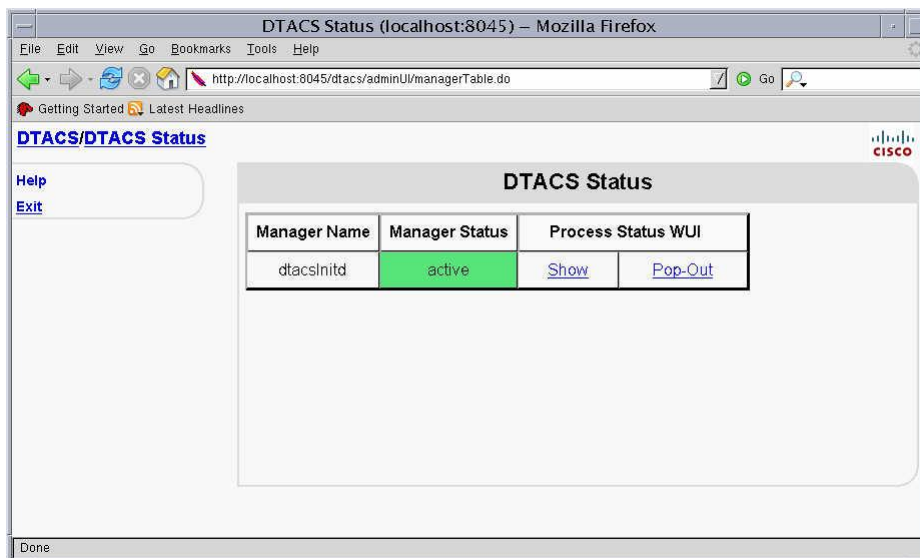 DTACS Status (localhost:8045) – Mozilla Firefox
File Edit View Go Bookmarks Tools Help
http://localhost:8045/dtacs/adminUI/managerTable.do Go
Getting Started Latest Headlines
DTACS/DTACS Status
CISCO
Help
Exit
DTACS Status
Manager Name Manager Status Process Status WUI
dtacsInitd active Show Pop-Out
Done